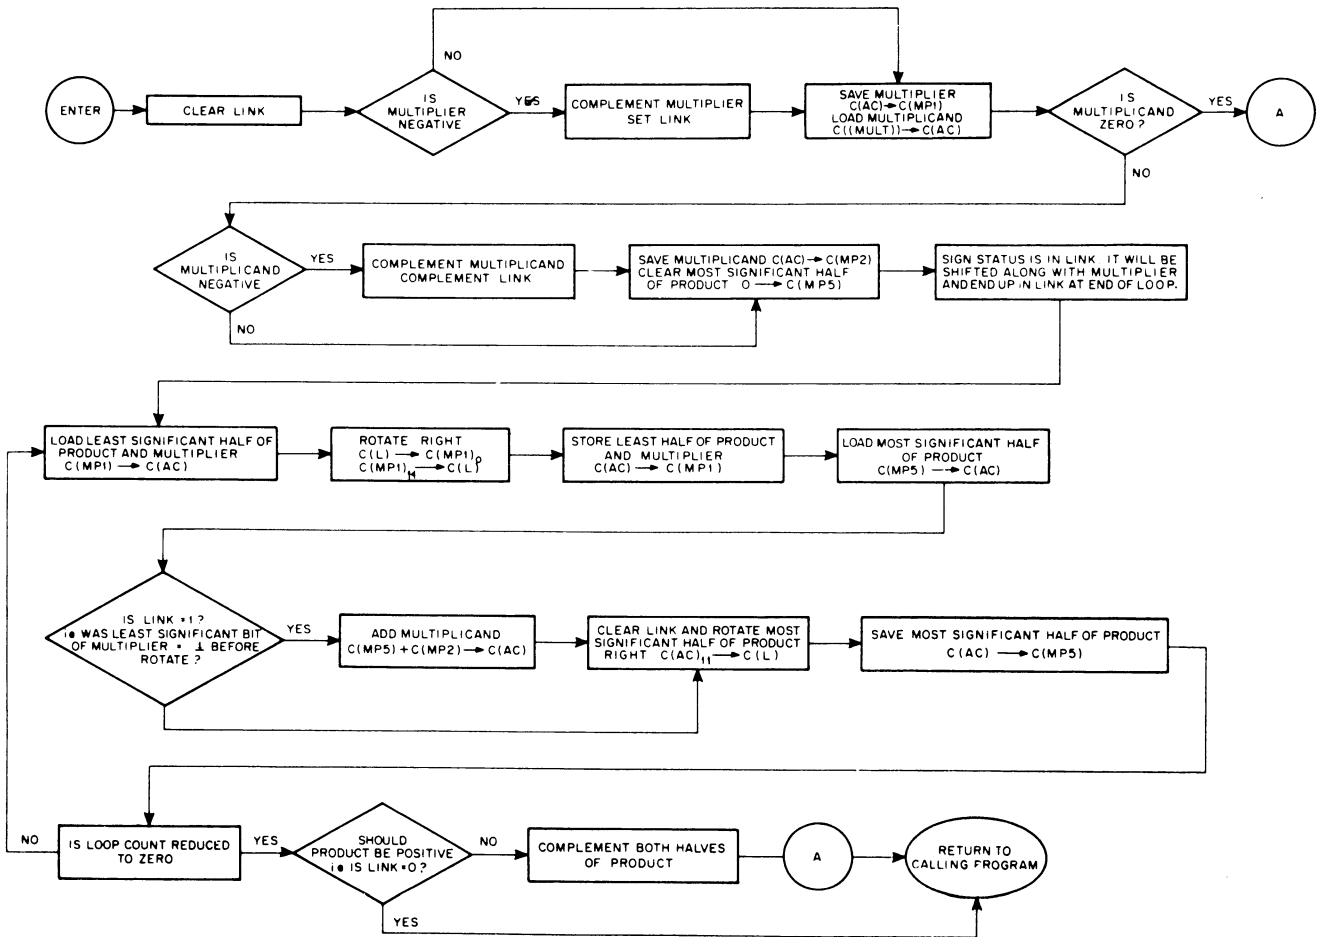 NO
ENTER
CLEAR LINK
IS
MULTIPLIER
NEGATIVE
YES
COMPLEMENT MULTIPLIER
SET LINK
SAVE MULTIPLIER
C(AC)→C(MP1)
LOAD MULTIPLICAND
C((MULT))→C(AC)
IS
MULTIPLICAND
ZERO?
YES
A
NO
IS
MULTIPLICAND
NEGATIVE
YES
COMPLEMENT MULTIPLICAND
COMPLEMENT LINK
SAVE MULTIPLICAND C(AC)→C(MP2)
CLEAR MOST SIGNIFICANT HALF
OF PRODUCT O→C(MP5)
SIGN STATUS IS IN LINK IT WILL BE
SHIFTED ALONG WITH MULTIPLIER
AND END UP IN LINK AT END OF LOOP.
NO
LOAD LEAST SIGNIFICANT HALF OF
PRODUCT AND MULTIPLIER
C(MP1)→C(AC)
ROTATE RIGHT
C(L)→C(MP1)0
C(MP1)11→C(L)
STORE LEAST HALF OF PRODUCT
AND MULTIPLIER
C(AC)→C(MP1)
LOAD MOST SIGNIFICANT HALF
OF PRODUCT
C(MP5)→C(AC)
IS LINK =1?
ie WAS LEAST SIGNIFICANT BIT
OF MULTIPLIER = 1 BEFORE
ROTATE?
YES
ADD MULTIPLICAND
C(MP5)+C(MP2)→C(AC)
CLEAR LINK AND ROTATE MOST
SIGNIFICANT HALF OF PRODUCT
RIGHT C(AC)11→C(L)
SAVE MOST SIGNIFICANT HALF OF PRODUCT
C(AC)→C(MP5)
NO
IS LOOP COUNT REDUCED
TO ZERO
YES
SHOULD
PRODUCT BE POSITIVE
ie IS LINK=0?
NO
COMPLEMENT BOTH HALVES
OF PRODUCT
A
RETURN TO
CALLING PROGRAM
YES